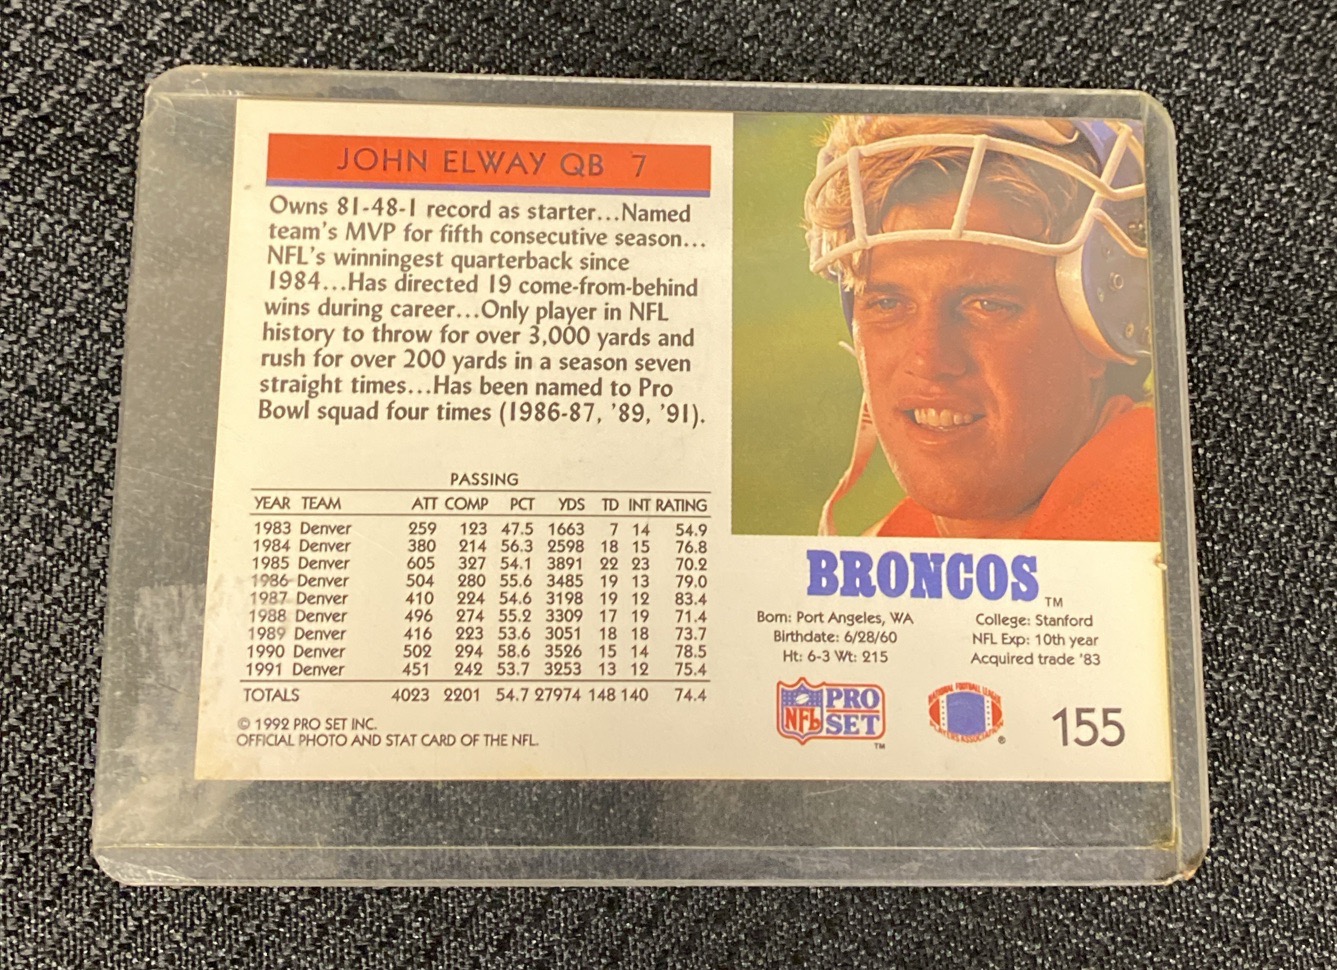 JOHN ELWAY QB 7
Owns 81-48-1 record as starter...Named
team's MVP for fifth consecutive season...
NFL's winningest quarterback since
1984...Has directed 19 come-from-behind
wins during career...Only player in NFL
history to throw for over 3,000 yards and
rush for over 200 yards in a season seven
straight times...Has been named to Pro
Bowl squad four times (1986-87, '89, '91).
PASSING
YEAR TEAM ATT COMP PCT YDS TD INT RATING
1983 Denver 259 123 47.5 1663 7 14 54.9
1984 Denver 380 214 56.3 2598 18 15 76.8
1985 Denver 605 327 54.1 3891 22 23 70.2
1986 Denver 504 280 55.6 3485 19 13 79.0
1987 Denver 410 224 54.6 3198 19 12 83.4
1988 Denver 496 274 55.2 3309 17 19 71.4
1989 Denver 416 223 53.6 3051 18 18 73.7
1990 Denver 502 294 58.6 3526 15 14 78.5
1991 Denver 451 242 53.7 3253 13 12 75.4
TOTALS 4023 2201 54.7 27974 148 140 74.4
© 1992 PRO SET INC.
OFFICIAL PHOTO AND STAT CARD OF THE NFL.
BRONCOS TM
Born: Port Angeles, WA
Birthdate: 6/28/60
Ht: 6-3 Wt: 215
College: Stanford
NFL Exp: 10th year
Acquired trade '83
NFL PRO SET TM
NATIONAL FOOTBALL LEAGUE
PLAYERS ASSOCIATION ®
155